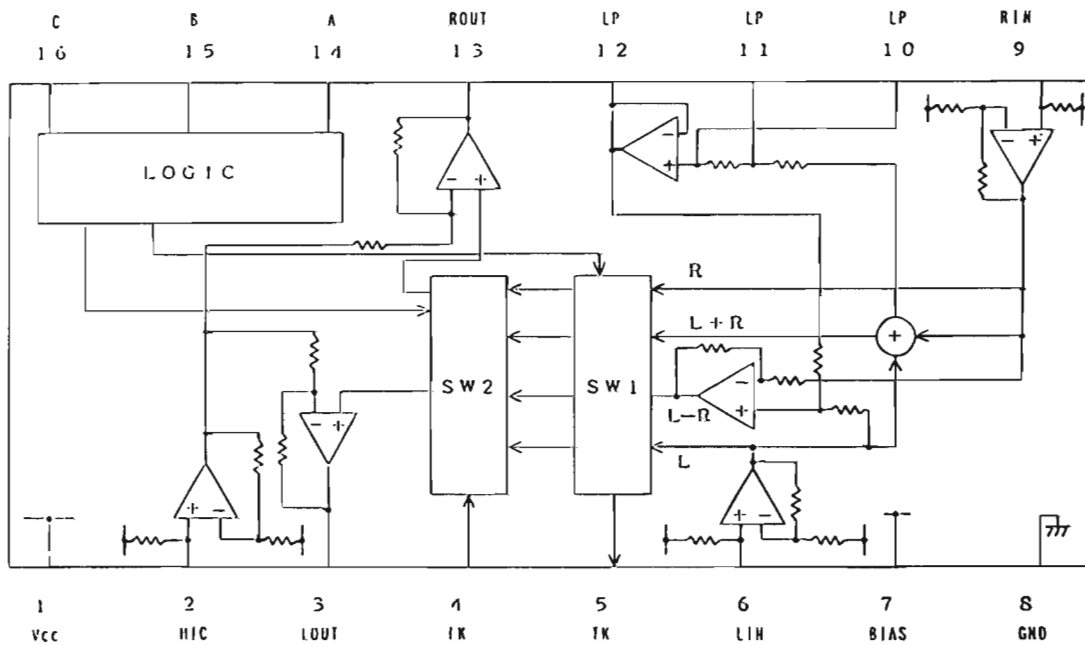 C B A ROUT LP LP LP RIN
16 15 14 13 12 11 10 9
LOGIC
- +
-
+
- +
R
L+R
+
SW2
SW1
-
+
L-R
- +
L
+ -
+ -
1 2 3 4 5 6 7 8
Vcc MIC LOUT TK LIN BIAS GND